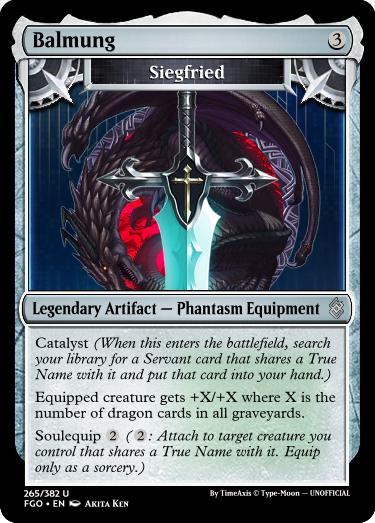 Balmung 3
Siegfried
Legendary Artifact — Phantasm Equipment
Catalyst (When this enters the battlefield, search
your library for a Servant card that shares a True
Name with it and put that card into your hand.)
Equipped creature gets +X/+X where X is the
number of dragon cards in all graveyards.
Soulequip 2 ( 2 : Attach to target creature you
control that shares a True Name with it. Equip
only as a sorcery.)
265/382 U
FGO • EN Akita Ken
By TimeAxis © Type-Moon — UNOFFICIAL